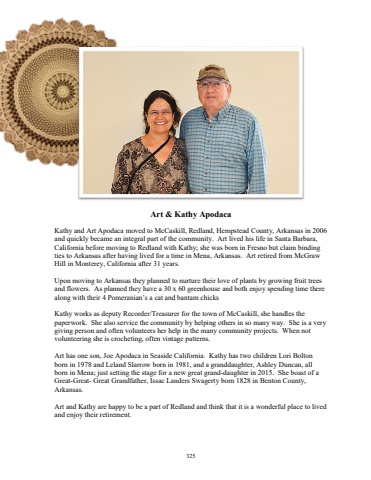 Art & Kathy Apodaca
Kathy and Art Apodaca moved to McCaskill, Redland, Hempstead County, Arkansas in 2006
and quickly became an integral part of the community. Art lived his life in Santa Barbara,
California before moving to Redland with Kathy; she was born in Fresno but claim binding
ties to Arkansas after having lived for a time in Mena, Arkansas. Art retired from McGraw
Hill in Monterey, California after 31 years.
Upon moving to Arkansas they planned to nurture their love of plants by growing fruit trees
and flowers. As planned they have a 30 x 60 greenhouse and both enjoy spending time there
along with their 4 Pomeranian's a cat and bantam chicks.
Kathy works as deputy Recorder/Treasurer for the town of McCaskill, she handles the
paperwork. She also service the community by helping others in so many way. She is a very
giving person and often volunteers her help in the many community projects. When not
volunteering she is crocheting, often vintage patterns.
Art has one son, Joe Apodaca in Seaside California. Kathy has two children Lori Bolton
born in 1978 and Leland Slarrow born in 1981, and a granddaughter, Ashley Duncan, all
born in Mena; just setting the stage for a new great grand-daughter in 2015. She boast of a
Great-Great- Great Grandfather, Issac Landers Swagerty born 1828 in Benton County,
Arkansas.
Art and Kathy are happy to be a part of Redland and think that it is a wonderful place to lived
and enjoy their retirement.
325